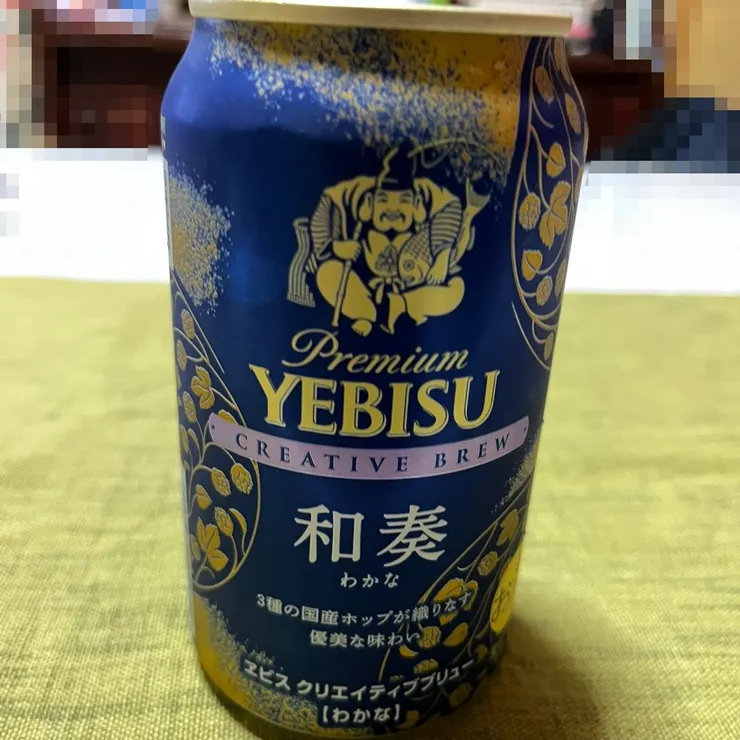 Premium
YEBISU
CREATIVE BREW
和奏
わかな
3種の国産ホップが織りなす
優美な味わい
ヱビス クリエイティブブリュー
【わかな】